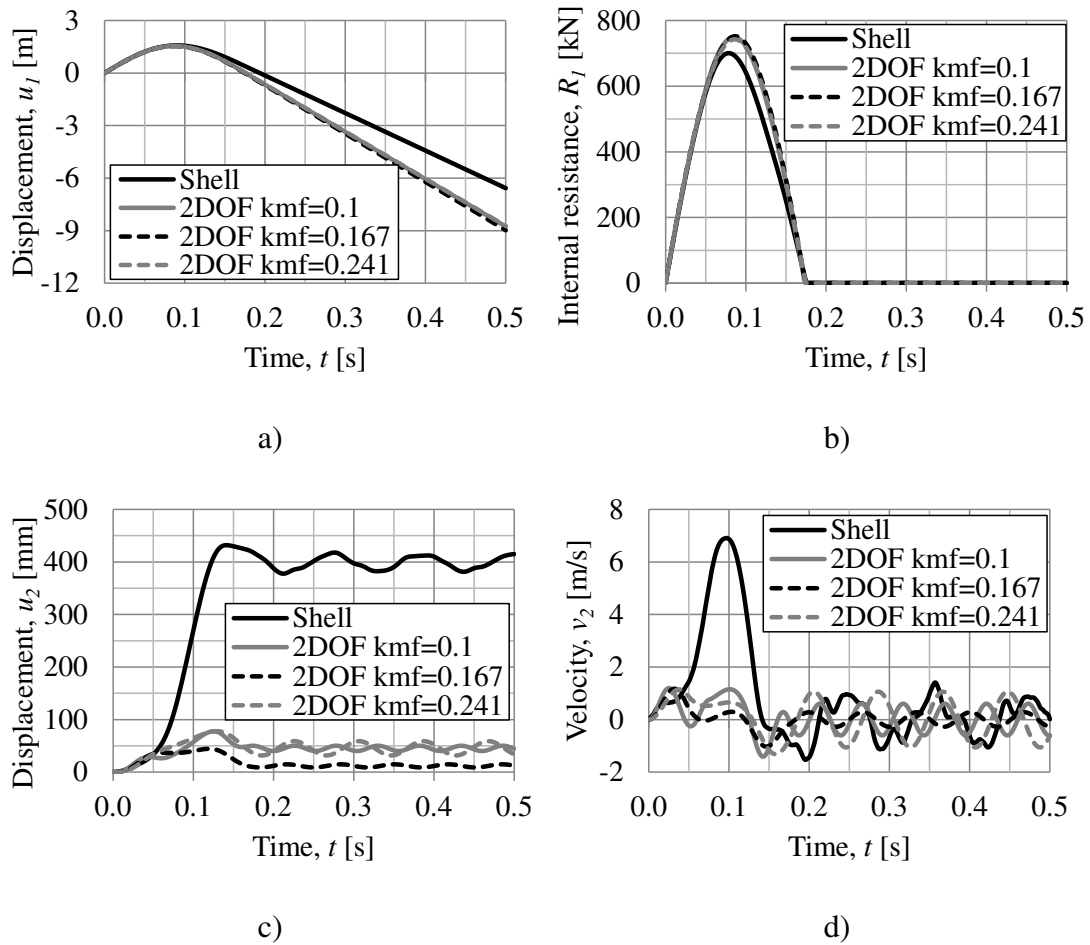 Displacement, u1 [m]
3
0
-3
-6
-9
-12
Shell
2DOF kmf=0.1
2DOF kmf=0.167
2DOF kmf=0.241
0.0 0.1 0.2 0.3 0.4 0.5
Time, t [s]
a)
Internal resistance, R1 [kN]
800
600
400
200
0
Shell
2DOF kmf=0.1
2DOF kmf=0.167
2DOF kmf=0.241
0.0 0.1 0.2 0.3 0.4 0.5
Time, t [s]
b)
Displacement, u2 [mm]
500
400
300
200
100
0
Shell
2DOF kmf=0.1
2DOF kmf=0.167
2DOF kmf=0.241
0.0 0.1 0.2 0.3 0.4 0.5
Time, t [s]
c)
Velocity, v2 [m/s]
8
6
4
2
0
-2
Shell
2DOF kmf=0.1
2DOF kmf=0.167
2DOF kmf=0.241
0.0 0.1 0.2 0.3 0.4 0.5
Time, t [s]
d)